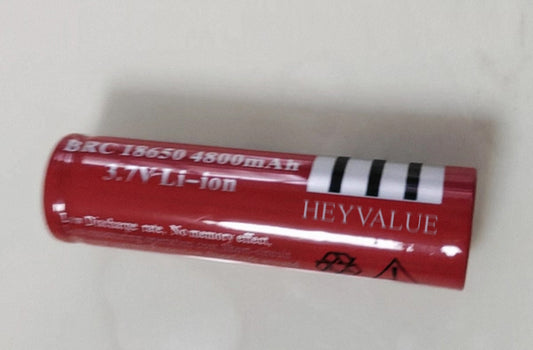 BRC 18650 4800mAh
3.7V Li-ion
HEYVALUE
Low Discharge rate. No memory effect.